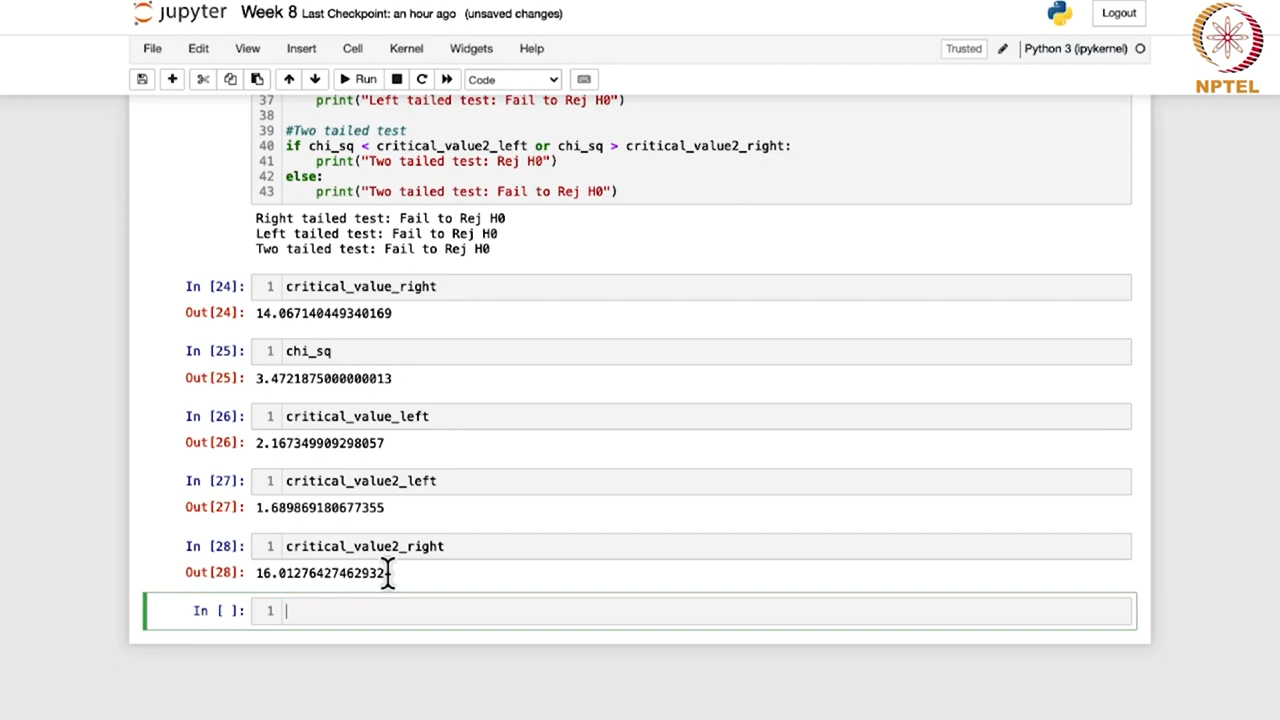 jupyter Week 8 Last Checkpoint: an hour ago (unsaved changes) Logout
File Edit View Insert Cell Kernel Widgets Help Trusted Python 3 (ipykernel)
Run Code
NPTEL
37 print("Left tailed test: Fail to Rej H0")
38
39 #Two tailed test
40 if chi_sq < critical_value2_left or chi_sq > critical_value2_right:
41 print("Two tailed test: Rej H0")
42 else:
43 print("Two tailed test: Fail to Rej H0")
Right tailed test: Fail to Rej H0
Left tailed test: Fail to Rej H0
Two tailed test: Fail to Rej H0
In [24]: 1 critical_value_right
Out[24]: 14.067140449340169
In [25]: 1 chi_sq
Out[25]: 3.4721875000000013
In [26]: 1 critical_value_left
Out[26]: 2.167349909298057
In [27]: 1 critical_value2_left
Out[27]: 1.689869180677355
In [28]: 1 critical_value2_right
Out[28]: 16.01276427462932
In [ ]: 1